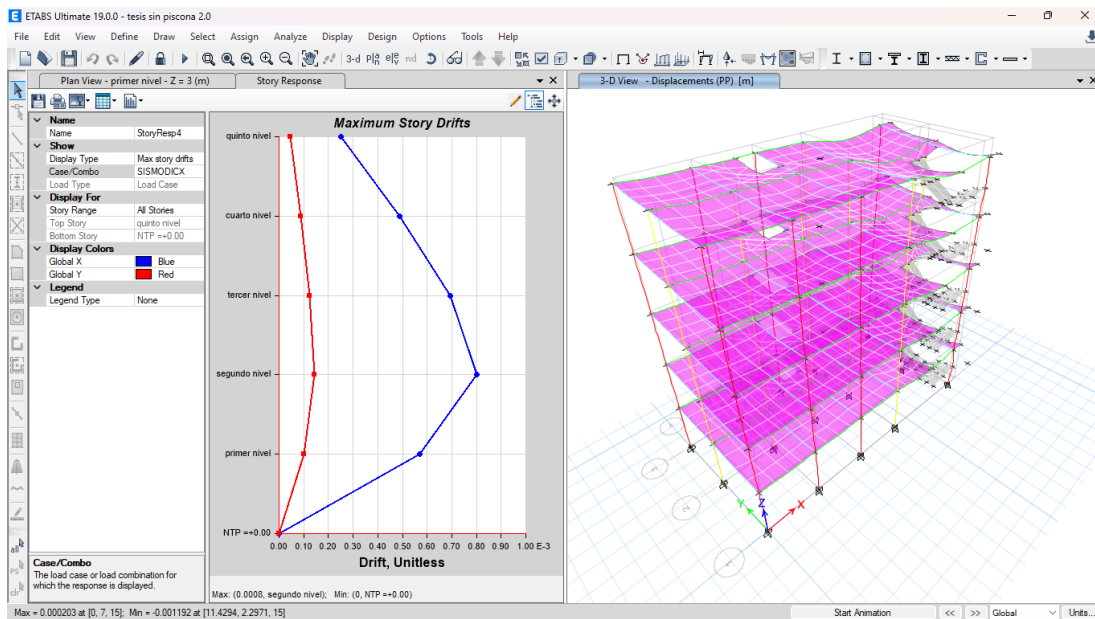 ETABS Ultimate 19.0.0 - tesis sin piscona 2.0
File Edit View Define Draw Select Assign Analyze Display Design Options Tools Help
3-d
Plan View - primer nivel - Z = 3 (m)
Story Response
3-D View - Displacements (PP) [m]
Name
Name StoryResp4
Show
Display Type Max story drifts
Case/Combo SISMODICX
Load Type Load Case
Display For
Story Range All Stories
Top Story quinto nivel
Bottom Story NTP =+0.00
Display Colors
Global X Blue
Global Y Red
Legend
Legend Type None
Case/Combo
The load case or load combination for
which the response is displayed.
Maximum Story Drifts
quinto nivel
cuarto nivel
tercer nivel
segundo nivel
primer nivel
NTP =+0.00
0.00 0.10 0.20 0.30 0.40 0.50 0.60 0.70 0.80 0.90 1.00 E-3
Drift, Unitless
Max: (0.0008, segundo nivel); Min: (0, NTP =+0.00)
Y Z X
all
PS
clr
Max = 0.000203 at [0, 7, 15]; Min = -0.001192 at [11.4294, 2.2971, 15]
Start Animation << >> Global Units...